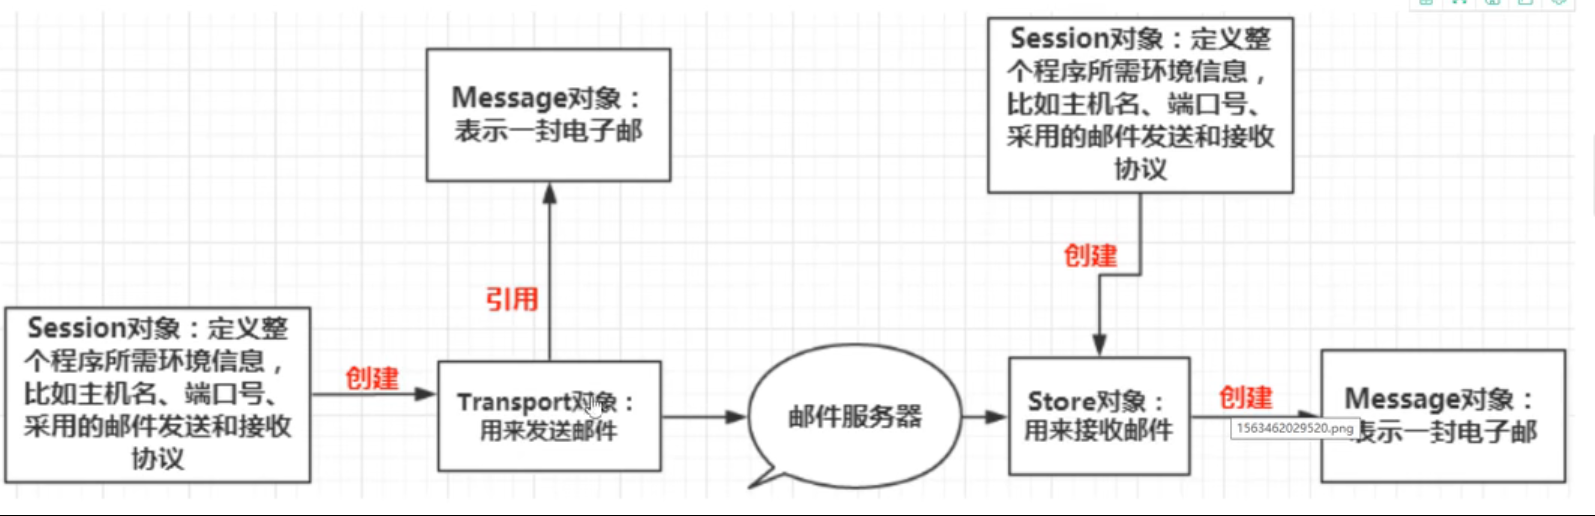 Session对象：定义整
个程序所需环境信息，
比如主机名、端口号、
采用的邮件发送和接收
协议
创建
Message对象：
表示一封电子邮
引用
Transport对象：
用来发送邮件
邮件服务器
Session对象：定义整
个程序所需环境信息，
比如主机名、端口号、
采用的邮件发送和接收
协议
创建
Store对象：
用来接收邮件
创建
1563462029520.png
Message对象：
表示一封电子邮